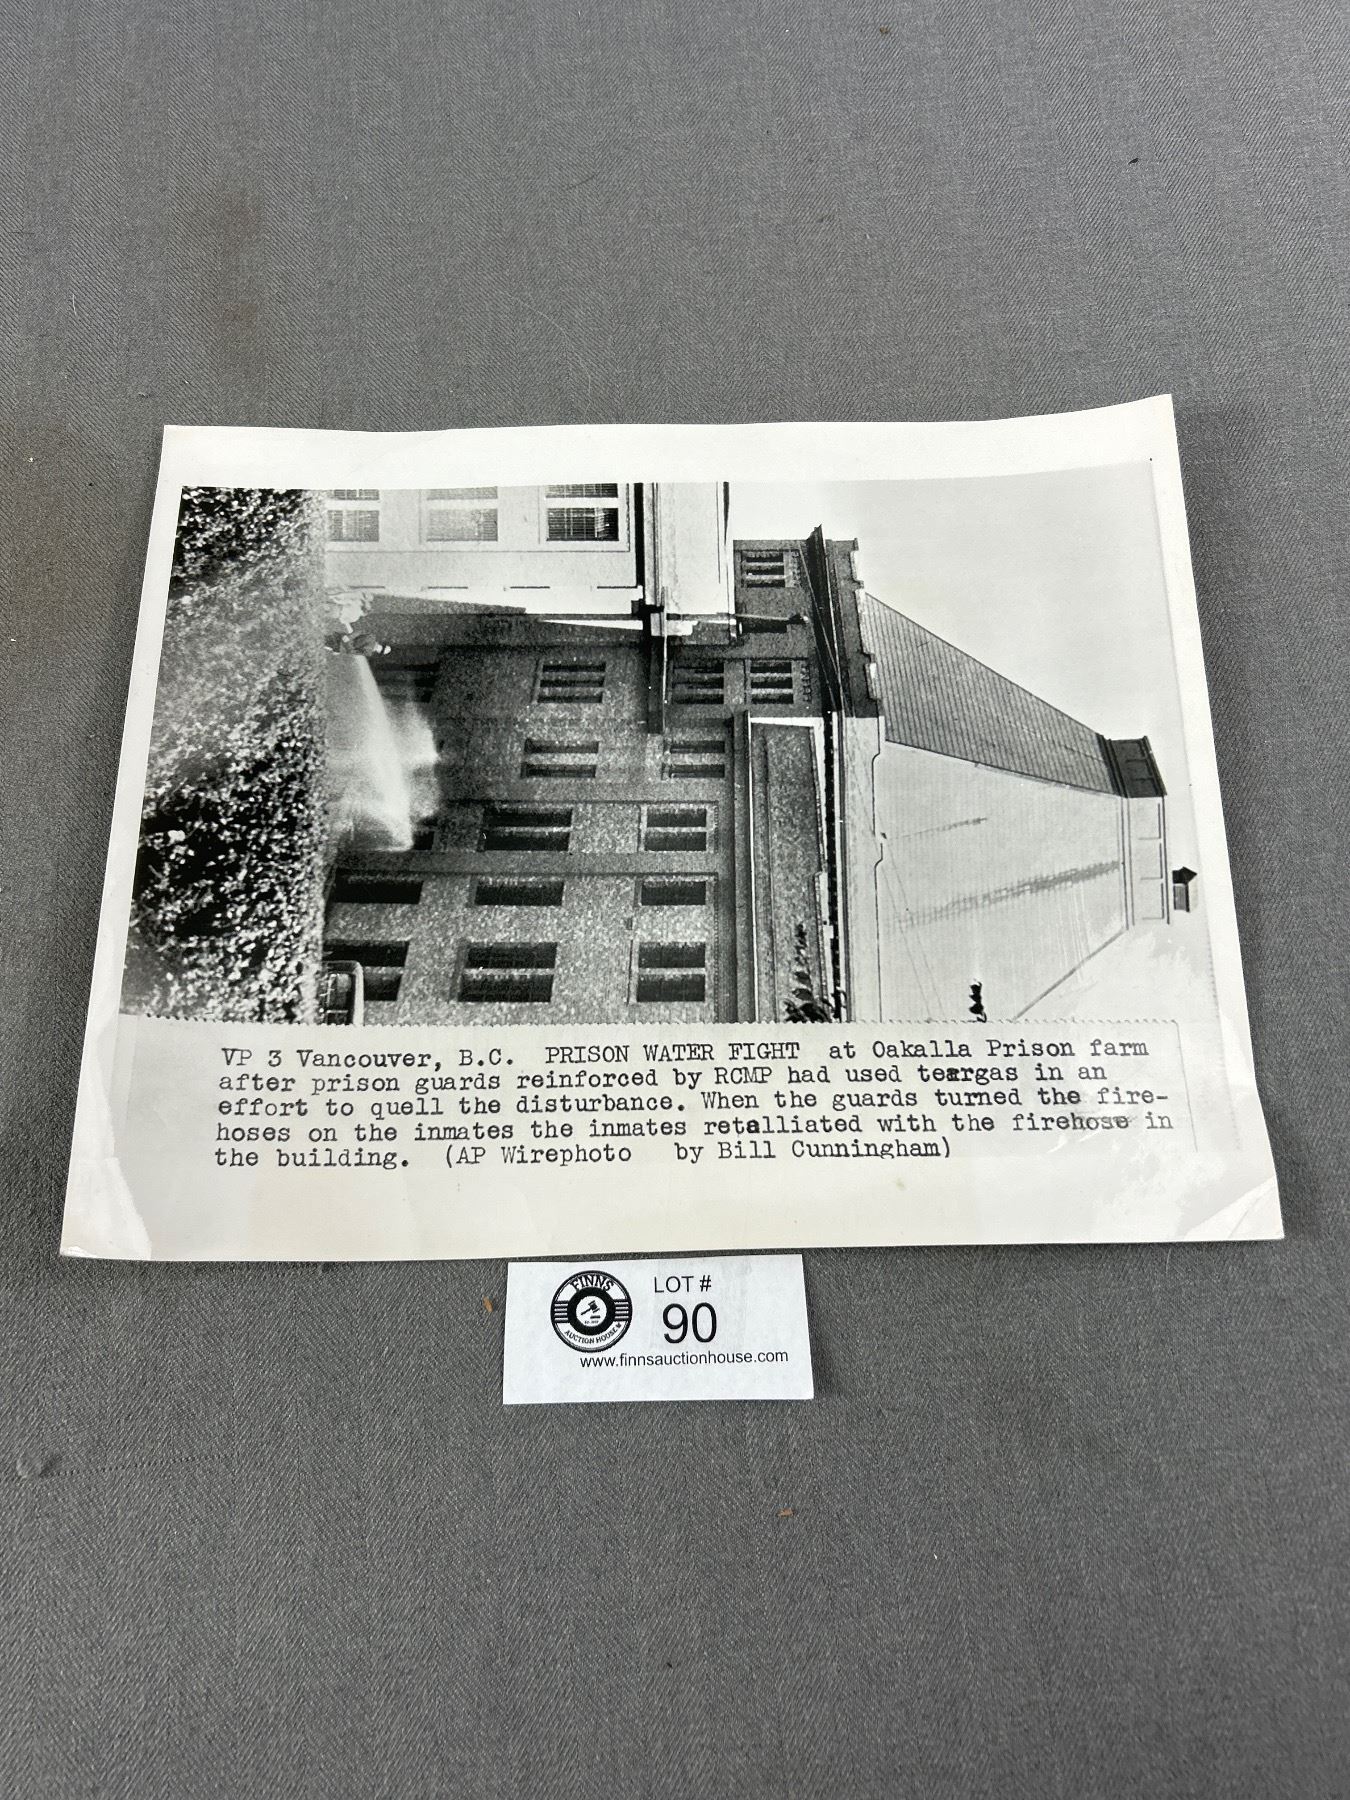 VP 3 Vancouver, B.C. PRISON WATER FIGHT at Oakalla Prison farm
after prison guards reinforced by RCMP had used teargas in an
effort to quell the disturbance. When the guards turned the fire-
hoses on the inmates the inmates retalliated with the firehose in
the building. (AP Wirephoto by Bill Cunningham)
FINNS
AUCTION HOUSE
LOT #
90
www.finnsauctionhouse.com